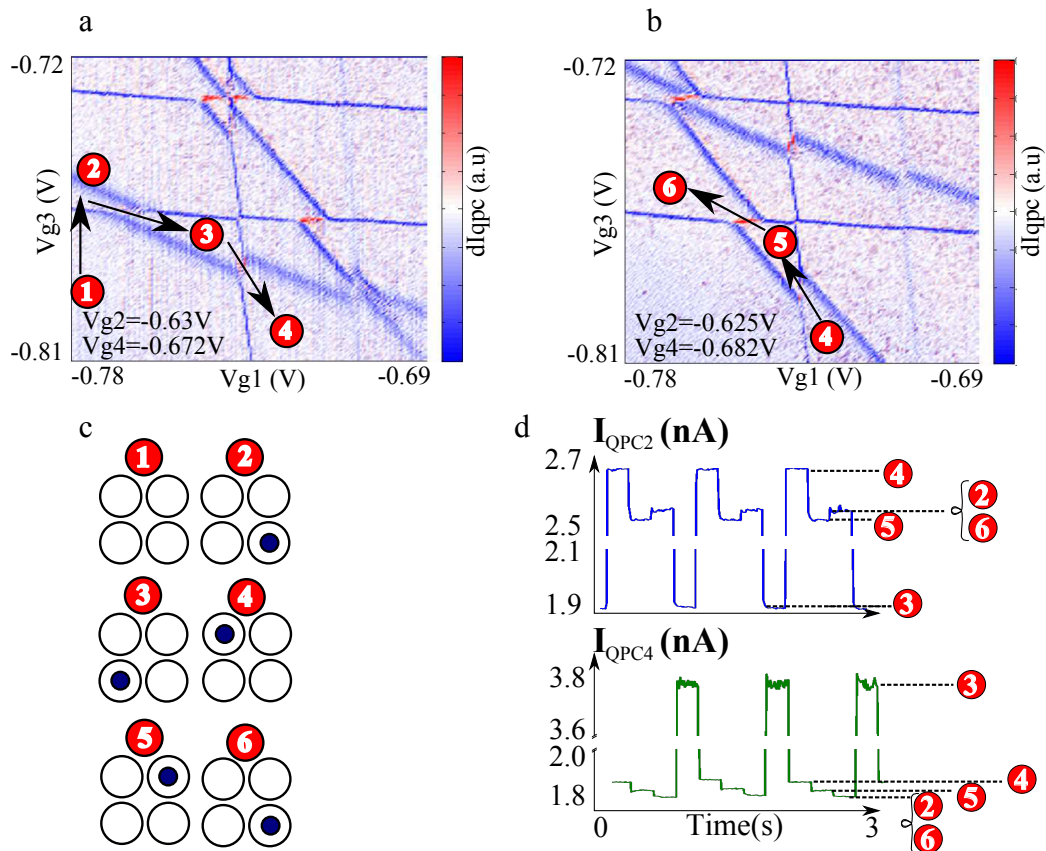 a
-0.72
Vg3 (V)
-0.81
-0.78
Vg1 (V)
-0.69
2
3
1
4
Vg2=-0.63V
Vg4=-0.672V
dIqpc (a.u)
b
-0.72
Vg3 (V)
-0.81
-0.78
Vg1 (V)
-0.69
6
5
4
Vg2=-0.625V
Vg4=-0.682V
dIqpc (a.u)
c
1
2
3
4
5
6
d
IQPC2 (nA)
2.7
2.5
2.1
1.9
4
2
5
6
3
IQPC4 (nA)
3.8
3.6
2.0
1.8
3
4
5
2
6
0
Time(s)
3